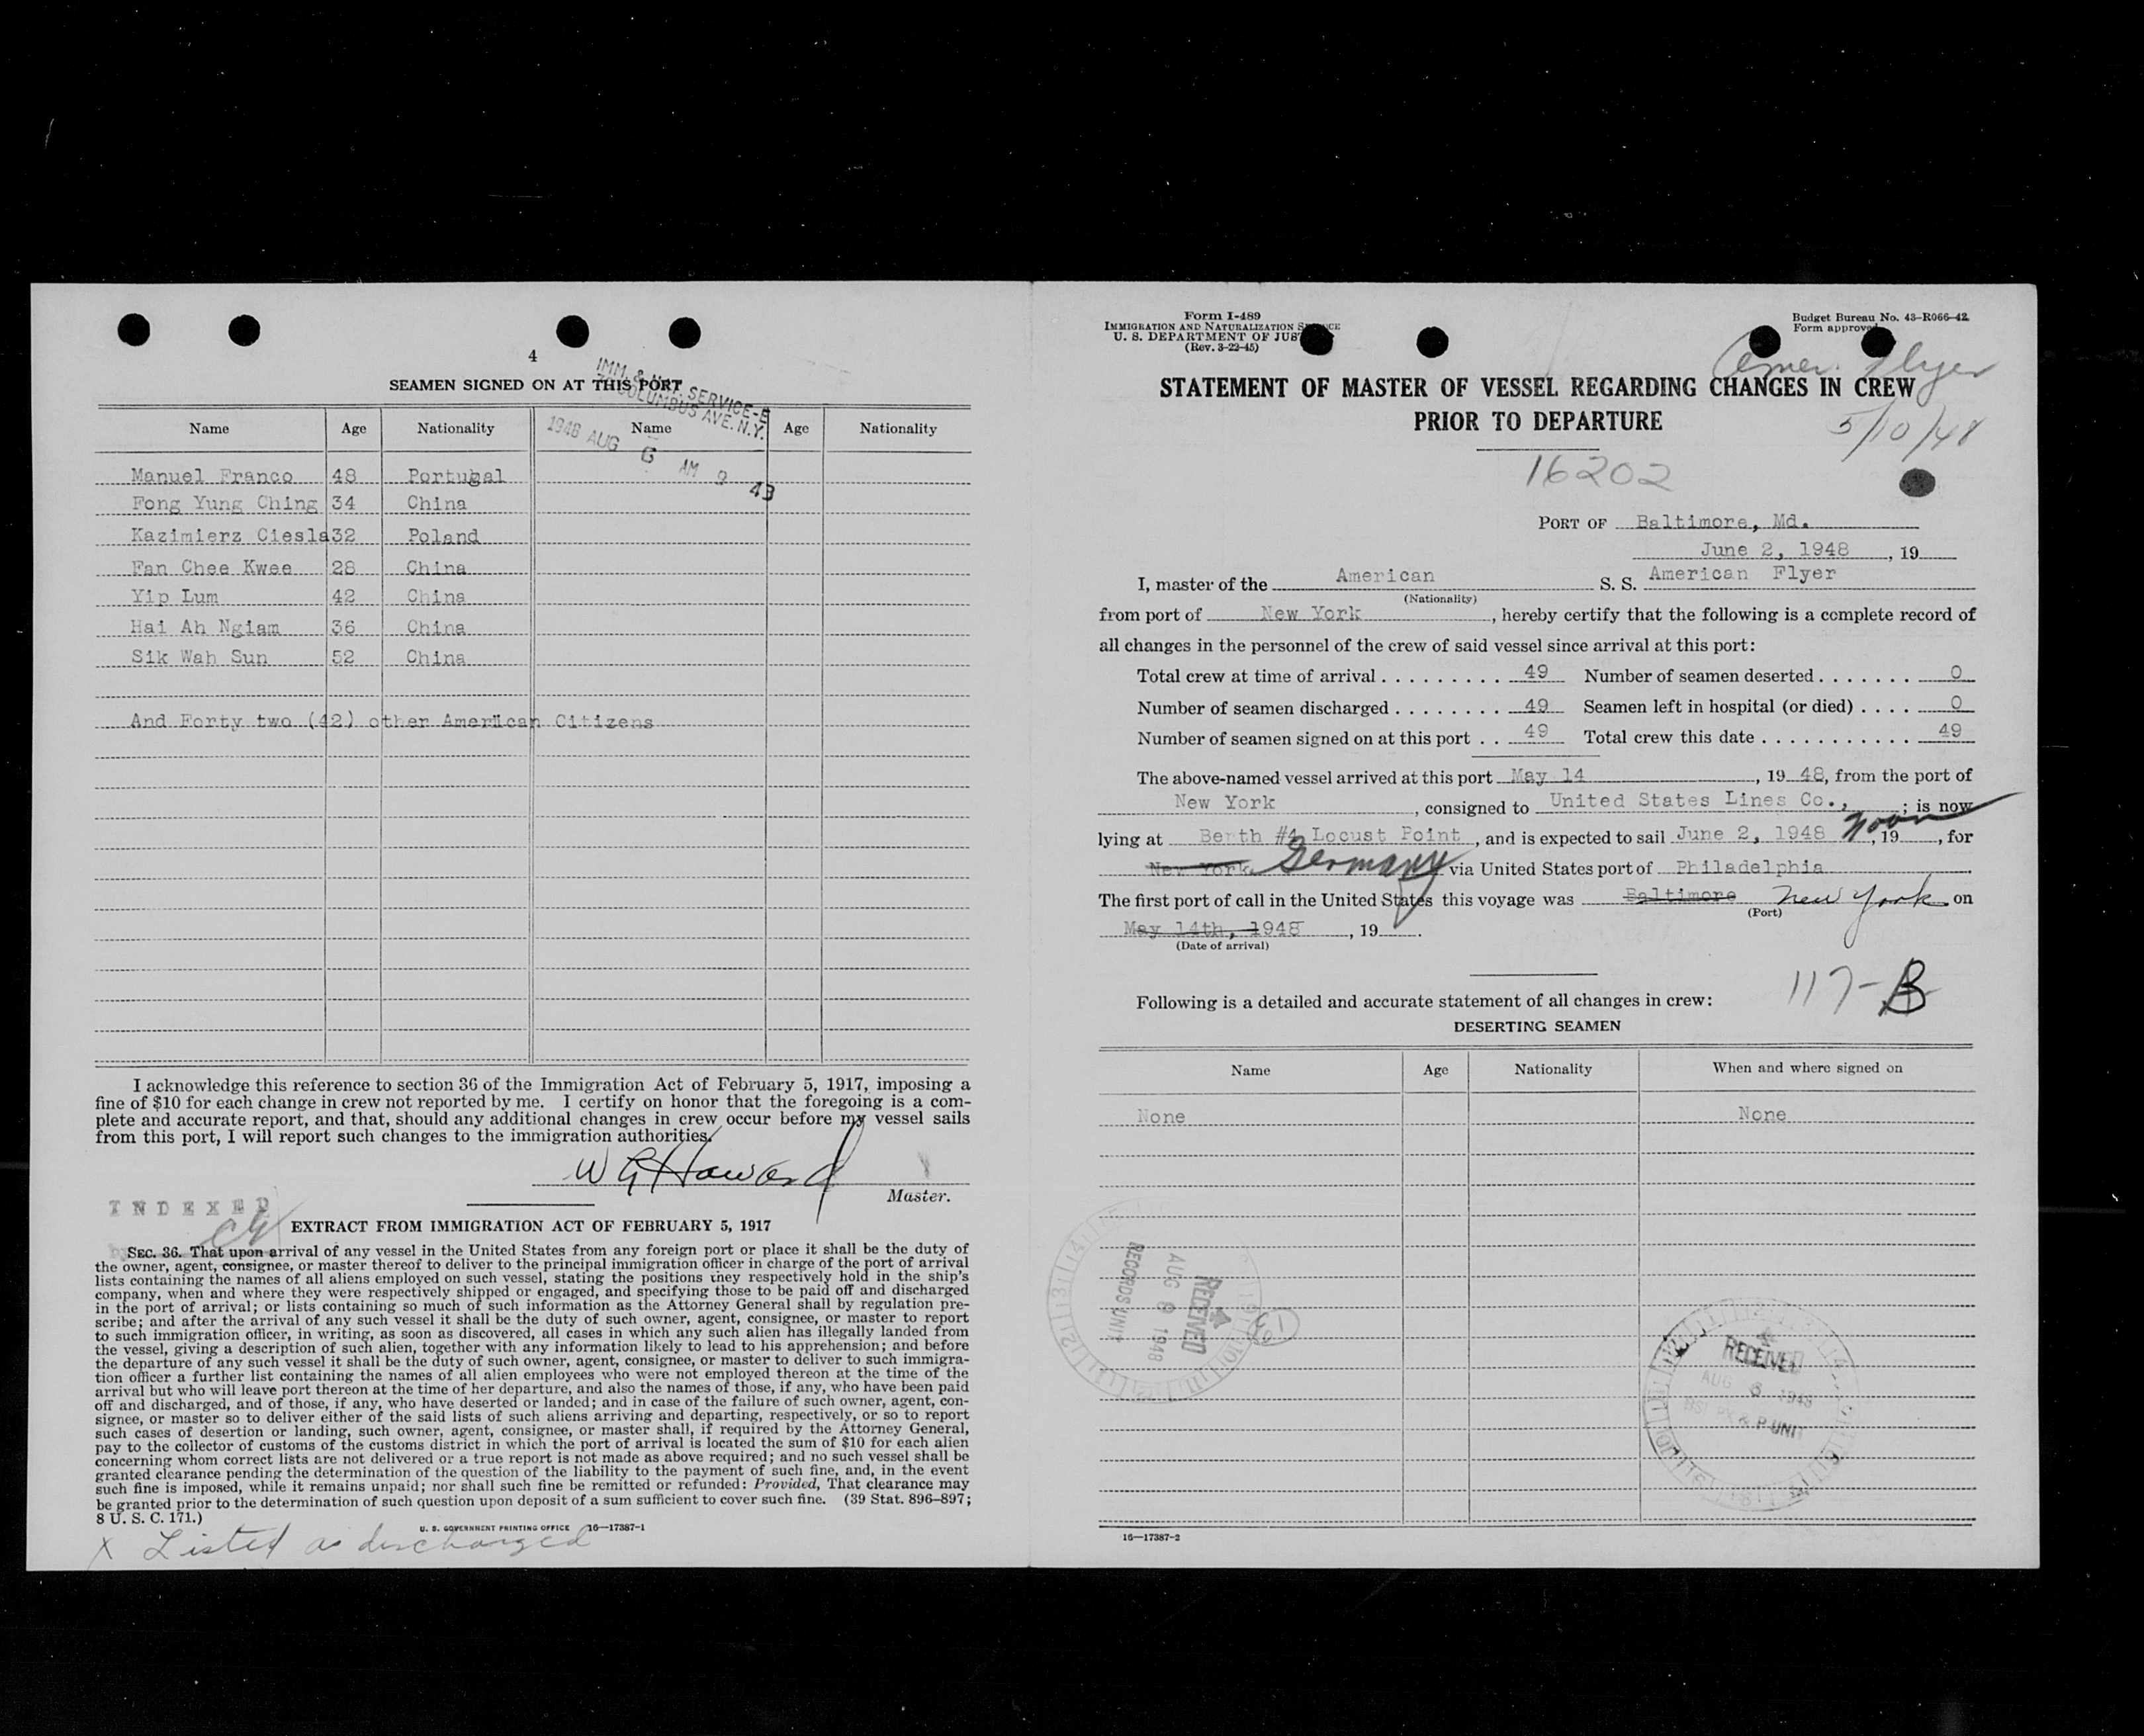 4
SEAMEN SIGNED ON AT THIS PORT
IMM. & NAT. SERVICE-E
COLUMBUS AVE. N.Y.
1948 AUG 6 AM 9 43
Name Age Nationality Name Age Nationality
Manuel Franco 48 Portugal
Fong Yung Ching 34 China
Kazimierz Ciesla 32 Poland
Fan Chee Kwee 28 China
Yip Lum 42 China
Hai Ah Ngiam 36 China
Sik Wah Sun 52 China
And Forty two (42) other American Citizens
I acknowledge this reference to section 36 of the Immigration Act of February 5, 1917, imposing a
fine of $10 for each change in crew not reported by me. I certify on honor that the foregoing is a com-
plete and accurate report, and that, should any additional changes in crew occur before my vessel sails
from this port, I will report such changes to the immigration authorities.
W G Howard
Master.
INDEXED
EXTRACT FROM IMMIGRATION ACT OF FEBRUARY 5, 1917
SEC. 36. That upon arrival of any vessel in the United States from any foreign port or place it shall be the duty of
the owner, agent, consignee, or master thereof to deliver to the principal immigration officer in charge of the port of arrival
lists containing the names of all aliens employed on such vessel, stating the positions they respectively hold in the ship's
company, when and where they were respectively shipped or engaged, and specifying those to be paid off and discharged
in the port of arrival; or lists containing so much of such information as the Attorney General shall by regulation pre-
scribe; and after the arrival of any such vessel it shall be the duty of such owner, agent, consignee, or master to report
to such immigration officer, in writing, as soon as discovered, all cases in which any such alien has illegally landed from
the vessel, giving a description of such alien, together with any information likely to lead to his apprehension; and before
the departure of any such vessel it shall be the duty of such owner, agent, consignee, or master to deliver to such immigra-
tion officer a further list containing the names of all alien employees who were not employed thereon at the time of the
arrival but who will leave port thereon at the time of her departure, and also the names of those, if any, who have been paid
off and discharged, and of those, if any, who have deserted or landed; and in case of the failure of such owner, agent, con-
signee, or master so to deliver either of the said lists of such aliens arriving and departing, respectively, or so to report
such cases of desertion or landing, such owner, agent, consignee, or master shall, if required by the Attorney General,
pay to the collector of customs of the customs district in which the port of arrival is located the sum of $10 for each alien
concerning whom correct lists are not delivered or a true report is not made as above required; and no such vessel shall be
granted clearance pending the determination of the question of the liability to the payment of such fine, and, in the event
such fine is imposed, while it remains unpaid; nor shall such fine be remitted or refunded: Provided, That clearance may
be granted prior to the determination of such question upon deposit of a sum sufficient to cover such fine. (39 Stat. 896–897;
8 U. S. C. 171.)
U. S. GOVERNMENT PRINTING OFFICE 16—17387-1
X Listed as discharged
Form I-489
IMMIGRATION AND NATURALIZATION
U. S. DEPARTMENT OF JUS
(Rev. 3-22-45)
Budget Bureau No. 43–R066–42
Form approved
Amer. Flyer
STATEMENT OF MASTER OF VESSEL REGARDING CHANGES IN CREW
PRIOR TO DEPARTURE
5/10/48
16202
PORT OF Baltimore, Md.
June 2, 1948, 19
I, master of the American S. S. American Flyer
(Nationality)
from port of New York, hereby certify that the following is a complete record of
all changes in the personnel of the crew of said vessel since arrival at this port:
Total crew at time of arrival . . . . . . . . . 49 Number of seamen deserted . . . . . . . 0
Number of seamen discharged . . . . . . . . 49 Seamen left in hospital (or died) . . . . 0
Number of seamen signed on at this port . . 49 Total crew this date . . . . . . . . . . . 49
The above-named vessel arrived at this port May 14, 19 48, from the port of
New York, consigned to United States Lines Co., ; is now
lying at Berth #4 Locust Point, and is expected to sail June 2, 1948 noon, 19, for
New York Germany via United States port of Philadelphia
The first port of call in the United States this voyage was Baltimore New York on
(Port)
May 14th, 1948, 19.
(Date of arrival)
117-B
Following is a detailed and accurate statement of all changes in crew:
DESERTING SEAMEN
Name Age Nationality When and where signed on
None None
RECEIVED
AUG 9 1948
RECORDS UNIT
RECEIVED
AUG 6 1948
16—17387-2